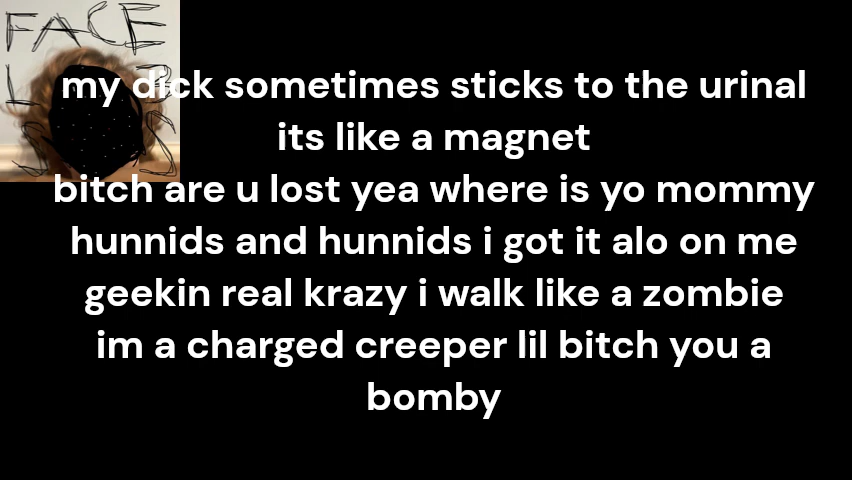 FACE
L E
S S
my dick sometimes sticks to the urinal
its like a magnet
bitch are u lost yea where is yo mommy
hunnids and hunnids i got it alo on me
geekin real krazy i walk like a zombie
im a charged creeper lil bitch you a
bomby